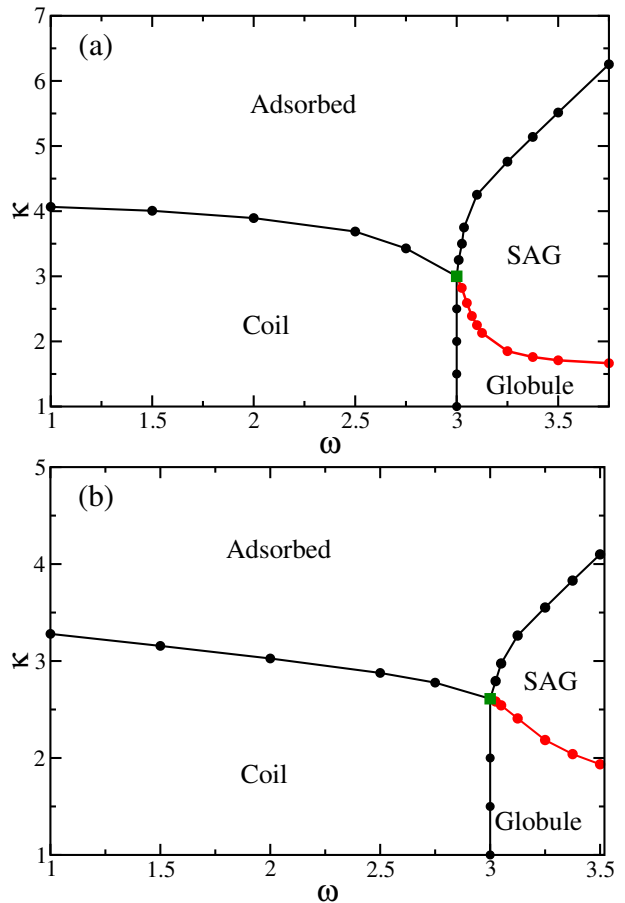 7
(a)
6
Adsorbed
5
κ
4
SAG
3
Coil
2
Globule
1
1 1.5 2 2.5 3 3.5
ω
5
(b)
Adsorbed
4
κ
3
SAG
2
Coil
Globule
1
1 1.5 2 2.5 3 3.5
ω